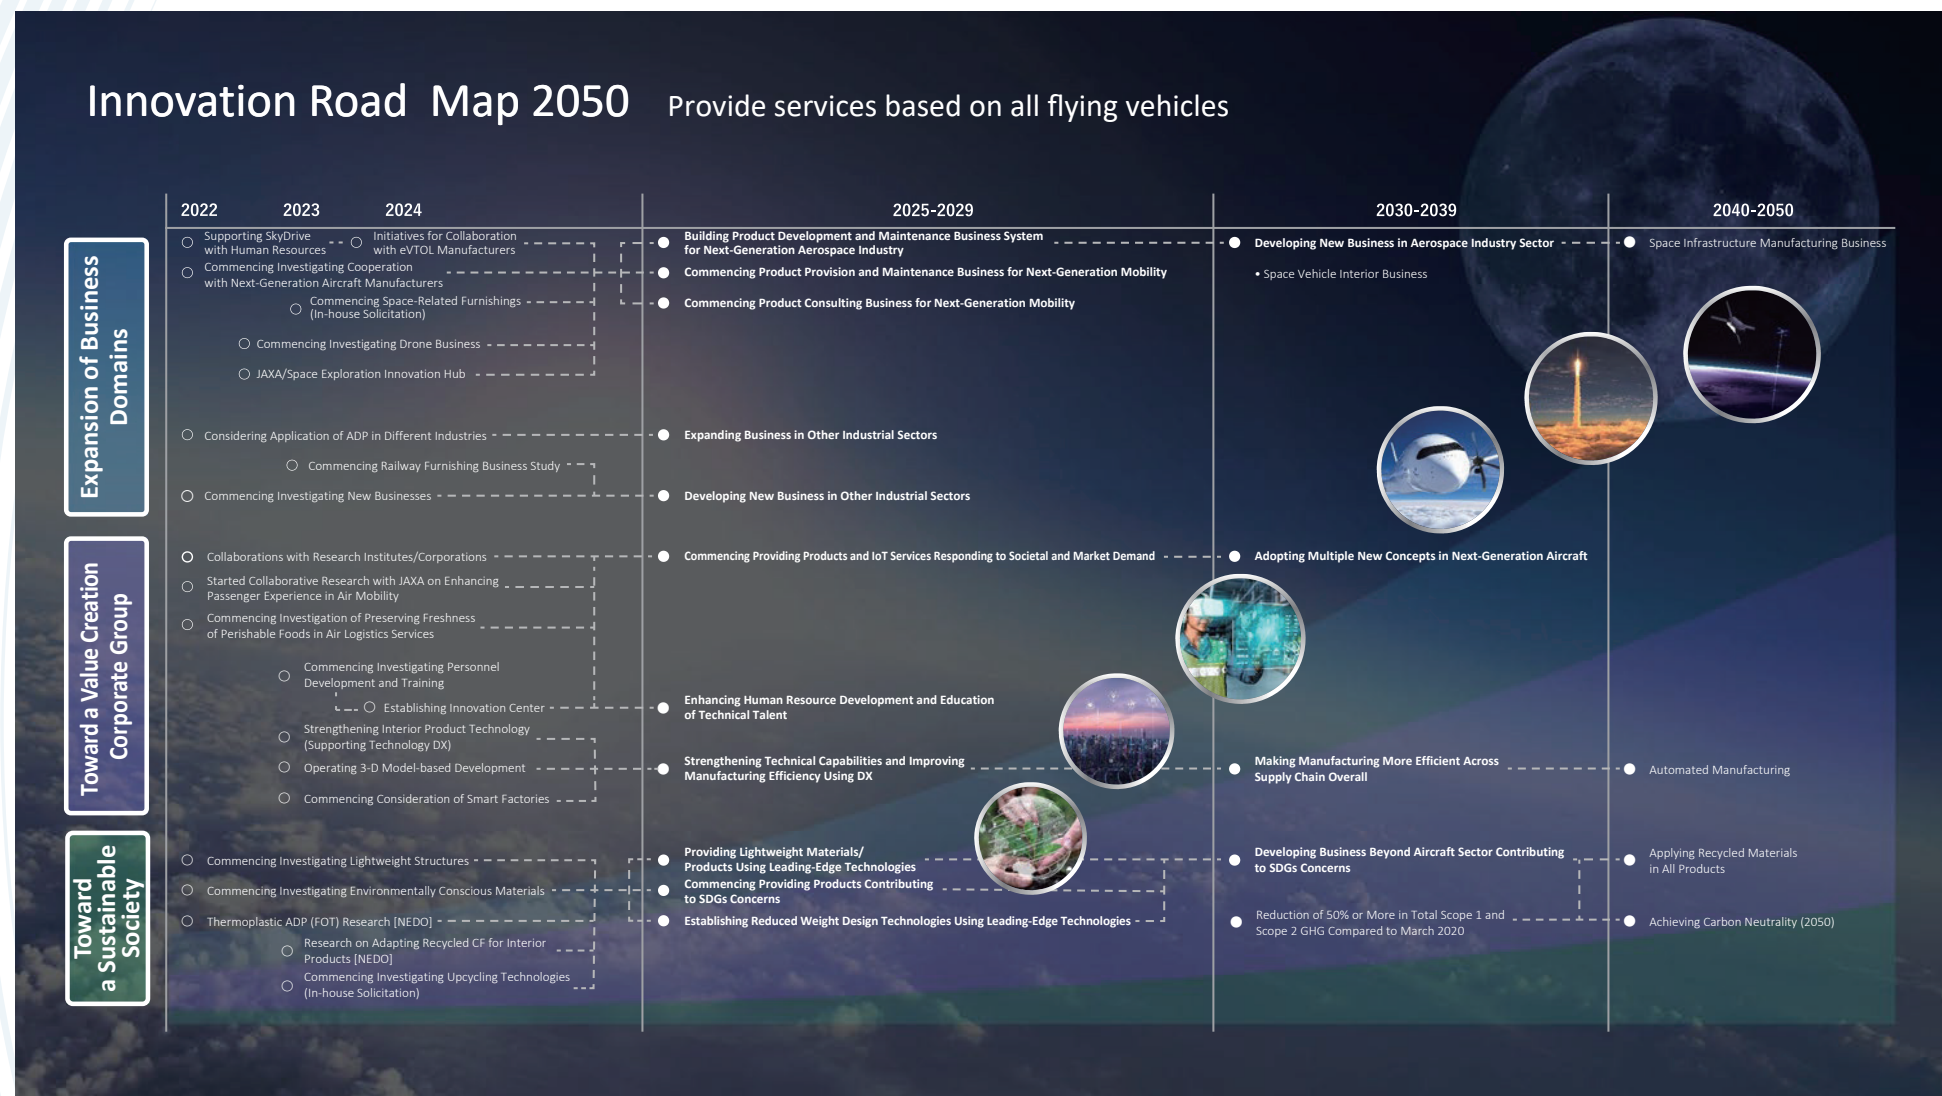 Innovation Road Map 2050 Provide services based on all flying vehicles
2022 2023 2024 2025-2029 2030-2039 2040-2050
Expansion of Business
Domains
Supporting SkyDrive
with Human Resources
Initiatives for Collaboration
with eVTOL Manufacturers
Commencing Investigating Cooperation
with Next-Generation Aircraft Manufacturers
Commencing Space-Related Furnishings
(In-house Solicitation)
Commencing Investigating Drone Business
JAXA/Space Exploration Innovation Hub
Considering Application of ADP in Different Industries
Commencing Railway Furnishing Business Study
Commencing Investigating New Businesses
Building Product Development and Maintenance Business System
for Next-Generation Aerospace Industry
Commencing Product Provision and Maintenance Business for Next-Generation Mobility
Commencing Product Consulting Business for Next-Generation Mobility
Expanding Business in Other Industrial Sectors
Developing New Business in Other Industrial Sectors
Developing New Business in Aerospace Industry Sector
• Space Vehicle Interior Business
Space Infrastructure Manufacturing Business
Toward a Value Creation
Corporate Group
Collaborations with Research Institutes/Corporations
Started Collaborative Research with JAXA on Enhancing
Passenger Experience in Air Mobility
Commencing Investigation of Preserving Freshness
of Perishable Foods in Air Logistics Services
Commencing Investigating Personnel
Development and Training
Establishing Innovation Center
Strengthening Interior Product Technology
(Supporting Technology DX)
Operating 3-D Model-based Development
Commencing Consideration of Smart Factories
Commencing Providing Products and IoT Services Responding to Societal and Market Demand
Enhancing Human Resource Development and Education
of Technical Talent
Strengthening Technical Capabilities and Improving
Manufacturing Efficiency Using DX
Adopting Multiple New Concepts in Next-Generation Aircraft
Making Manufacturing More Efficient Across
Supply Chain Overall
Automated Manufacturing
Toward
a Sustainable
Society
Commencing Investigating Lightweight Structures
Commencing Investigating Environmentally Conscious Materials
Thermoplastic ADP (FOT) Research [NEDO]
Research on Adapting Recycled CF for Interior
Products [NEDO]
Commencing Investigating Upcycling Technologies
(In-house Solicitation)
Providing Lightweight Materials/
Products Using Leading-Edge Technologies
Commencing Providing Products Contributing
to SDGs Concerns
Establishing Reduced Weight Design Technologies Using Leading-Edge Technologies
Developing Business Beyond Aircraft Sector Contributing
to SDGs Concerns
Reduction of 50% or More in Total Scope 1 and
Scope 2 GHG Compared to March 2020
Applying Recycled Materials
in All Products
Achieving Carbon Neutrality (2050)